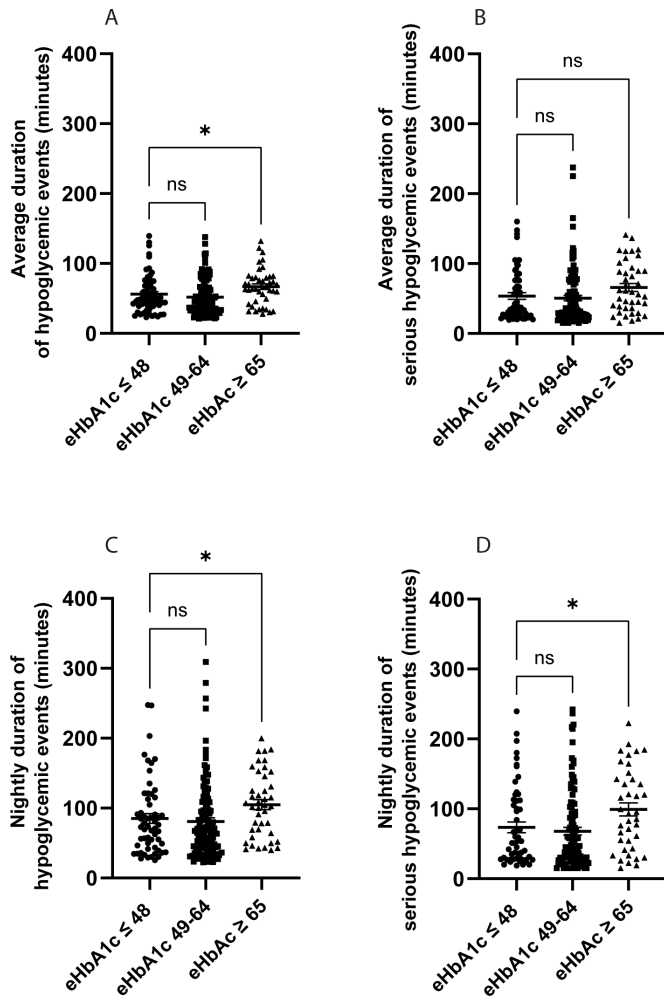 A
Average duration
of hypoglycemic events (minutes)
400
300
200
100
0
*
ns
eHbA1c ≤ 48
eHbA1c 49-64
eHbAc ≥ 65
B
Average duration of
serious hypoglycemic events (minutes)
400
300
200
100
0
ns
ns
eHbA1c ≤ 48
eHbA1c 49-64
eHbAc ≥ 65
C
Nightly duration of
hypoglycemic events (minutes)
400
300
200
100
0
*
ns
eHbA1c ≤ 48
eHbA1c 49-64
eHbAc ≥ 65
D
Nightly duration of
serious hypoglycemic events (minutes)
400
300
200
100
0
*
ns
eHbA1c ≤ 48
eHbA1c 49-64
eHbAc ≥ 65